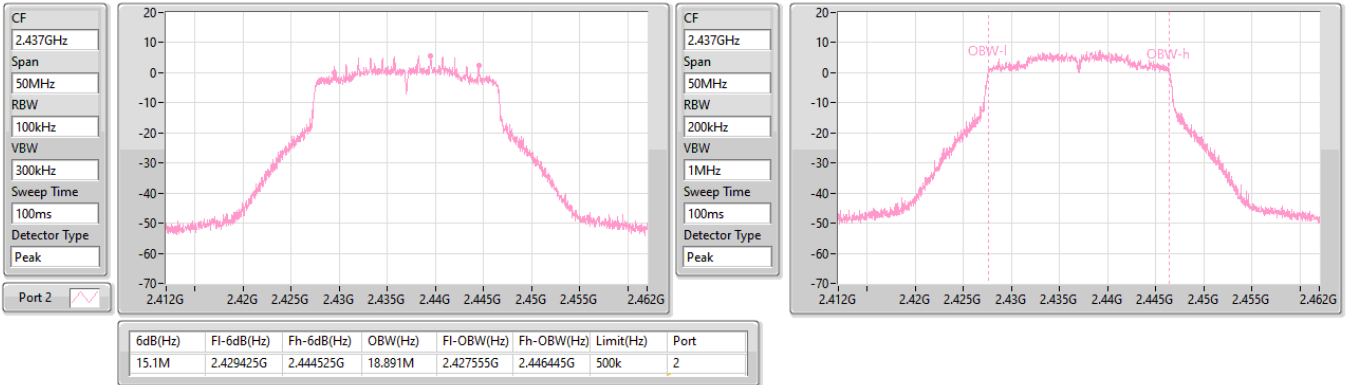 CF
2.437GHz
Span
50MHz
RBW
100kHz
VBW
300kHz
Sweep Time
100ms
Detector Type
Peak
Port 2
20
10
0
-10
-20
-30
-40
-50
-60
-70
2.412G 2.42G 2.425G 2.43G 2.435G 2.44G 2.445G 2.45G 2.455G 2.462G
CF
2.437GHz
Span
50MHz
RBW
200kHz
VBW
1MHz
Sweep Time
100ms
Detector Type
Peak
20
10
0
-10
-20
-30
-40
-50
-60
-70
OBW-l OBW-h
2.412G 2.42G 2.425G 2.43G 2.435G 2.44G 2.445G 2.45G 2.455G 2.462G
6dB(Hz) Fl-6dB(Hz) Fh-6dB(Hz) OBW(Hz) Fl-OBW(Hz) Fh-OBW(Hz) Limit(Hz) Port
15.1M 2.429425G 2.444525G 18.891M 2.427555G 2.446445G 500k 2